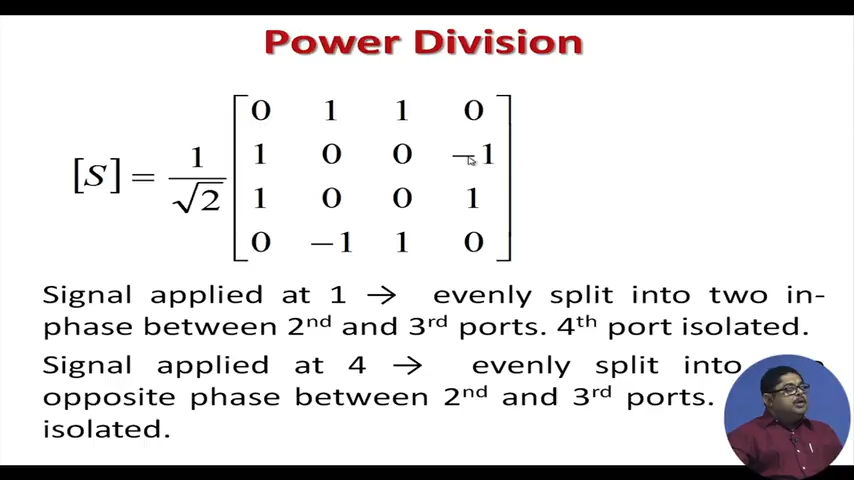 Power Division
[S] = 1/√2 [0 1 1 0
1 0 0 −1
1 0 0 1
0 −1 1 0]
Signal applied at 1 → evenly split into two in-
phase between 2nd and 3rd ports. 4th port isolated.
Signal applied at 4 → evenly split into
opposite phase between 2nd and 3rd ports.
isolated.